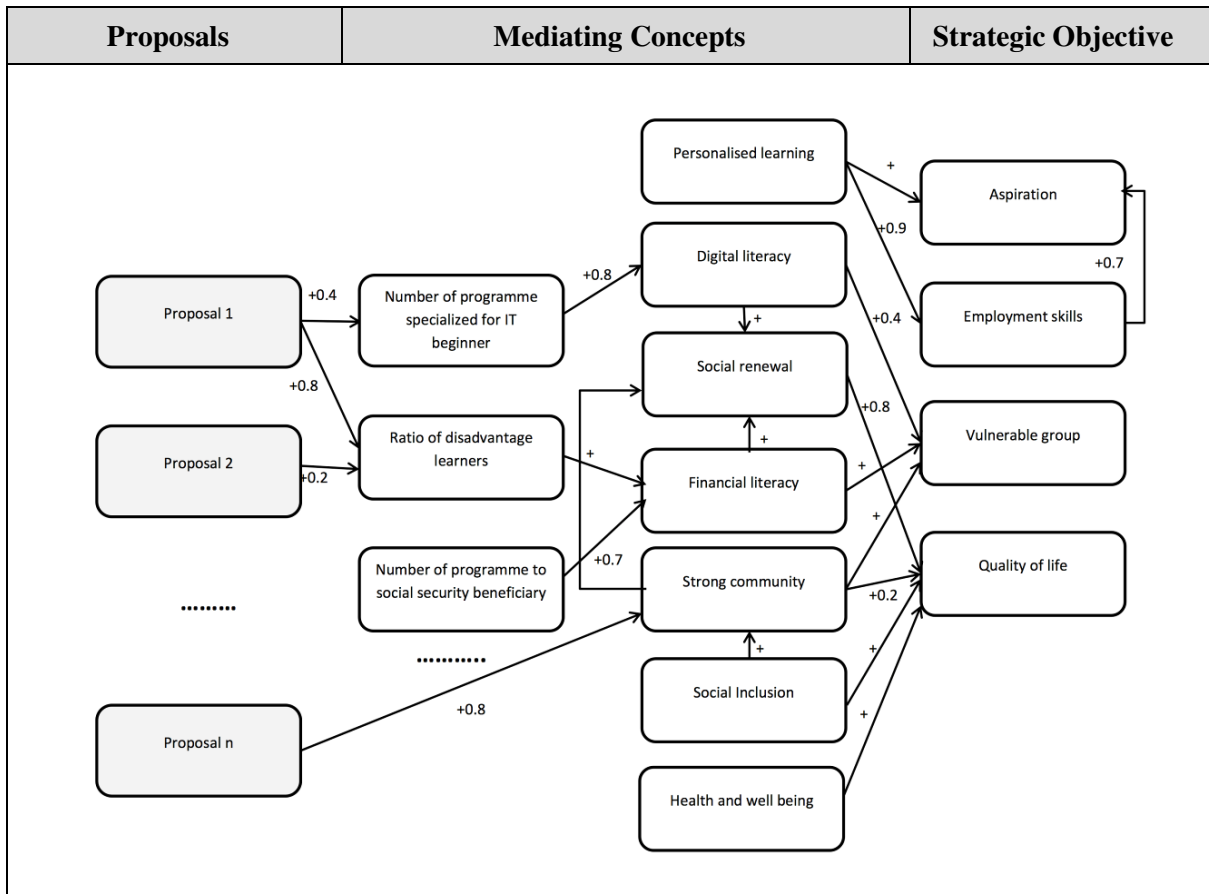 Proposals
Mediating Concepts
Strategic Objective
Personalised learning
+
Aspiration
+0.9
Digital literacy
+0.8
+0.7
Proposal 1
+0.4
Number of programme
specialized for IT
beginner
+
+0.4
Employment skills
Social renewal
+0.8
+0.8
Proposal 2
+0.2
Ratio of disadvantage
learners
+
+
Vulnerable group
Financial literacy
+
+
Number of programme to
social security beneficiary
+0.7
Strong community
+0.2
Quality of life
.........
...........
+
+
Social Inclusion
+0.8
+
Proposal n
Health and well being